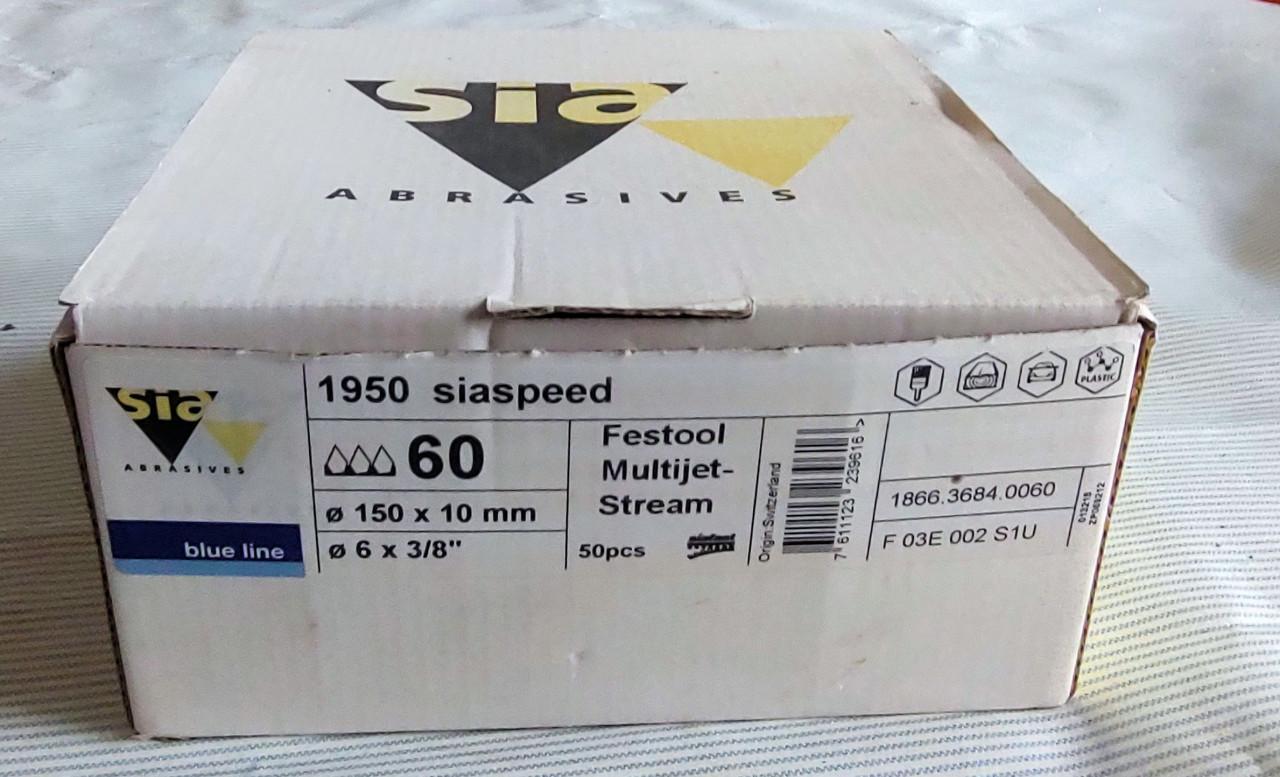 sia
ABRASIVES
sia
ABRASIVES
blue line
1950 siaspeed
60
ø 150 x 10 mm
ø 6 x 3/8"
Festool
Multijet-
Stream
50pcs
Origin:Switzerland
7 611123 239616 >
PLASTIC
1866.3684.0060
F 03E 002 S1U